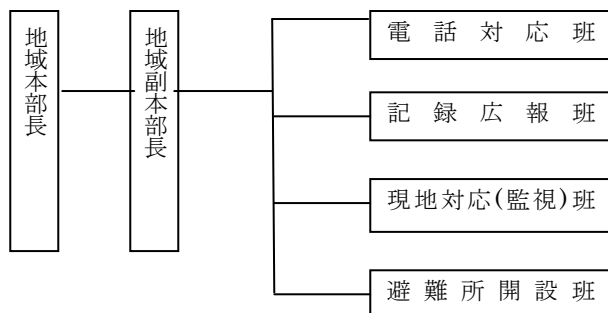 地域本部長
地域副本部長
電話対応班
記録広報班
現地対応(監視)班
避難所開設班